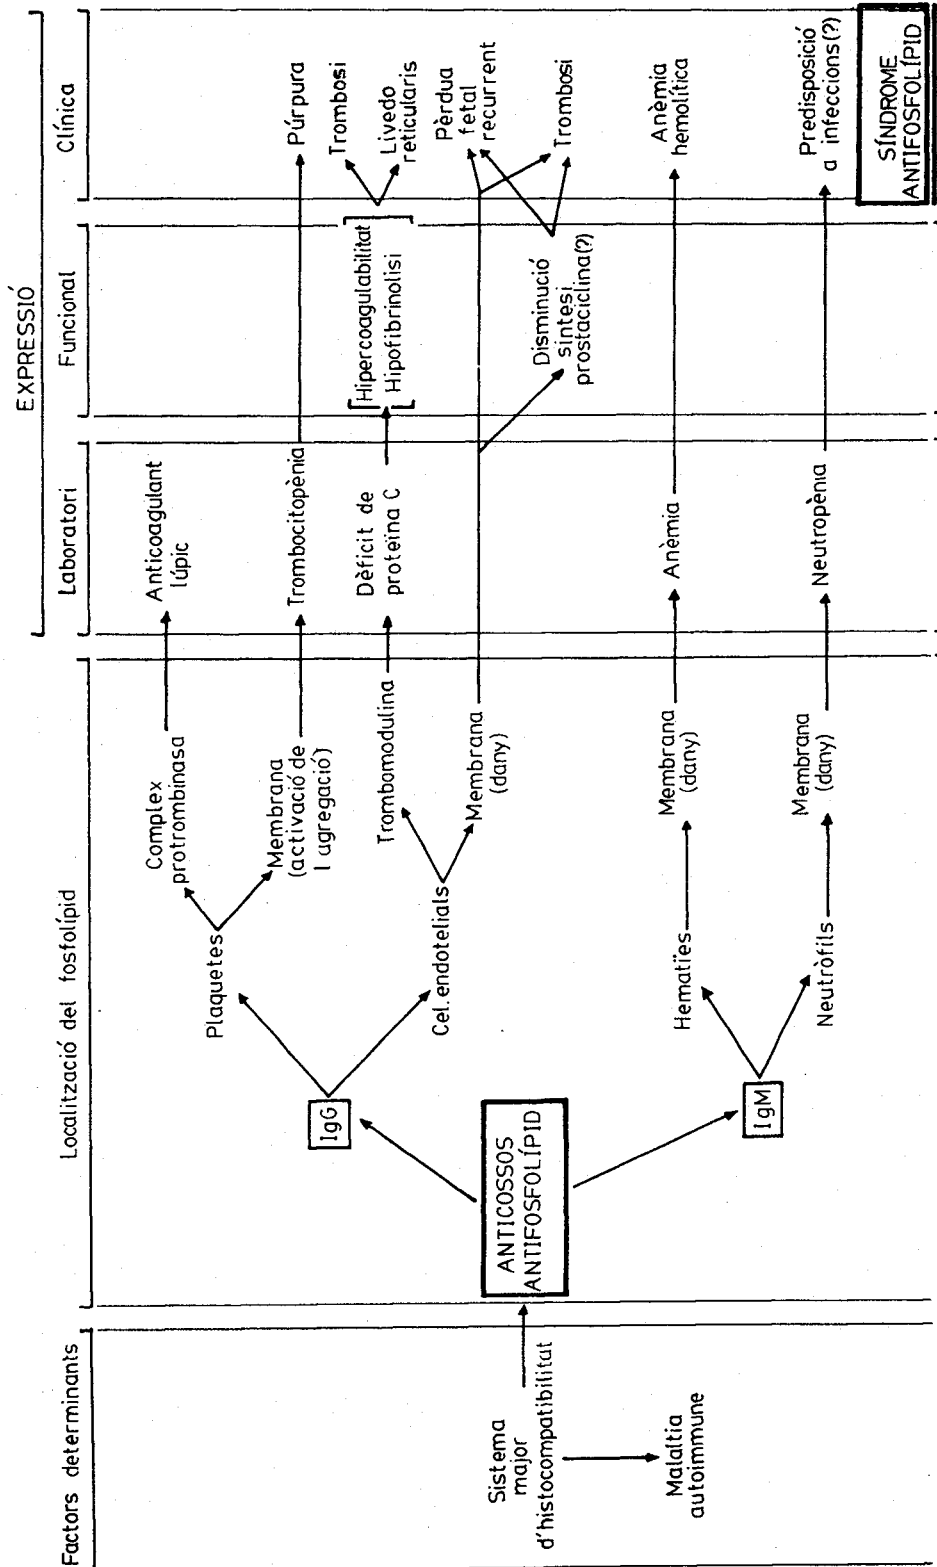 Factors determinants
Localització del fosfolípid
EXPRESSIÓ
Laboratori
Funcional
Clínica
Sistema
major
d'histocompatibilitat
Malaltia
autoimmune
ANTICOSSOS
ANTIFOSFOLÍPID
IgG
IgM
Plaquetes
Cel. endotelials
Hematïes
Neutròfils
Complex
protrombinasa
Membrana
(activació de
l agregació)
Trombomodulina
Membrana
(dany)
Membrana
(dany)
Membrana
(dany)
Anticoagulant
lúpic
Trombocitopènia
Dèficit de
proteina C
Anèmia
Neutropènia
Hipercoagulabilitat
Hipofibrinolisi
Disminució
síntesi
prostaciclina(?)
Púrpura
Trombosi
Livedo
reticularis
Pèrdua
fetal
recurrent
Trombosi
Anèmia
hemolítica
Predisposició
a infeccions(?)
SÍNDROME
ANTIFOSFOLÍPID